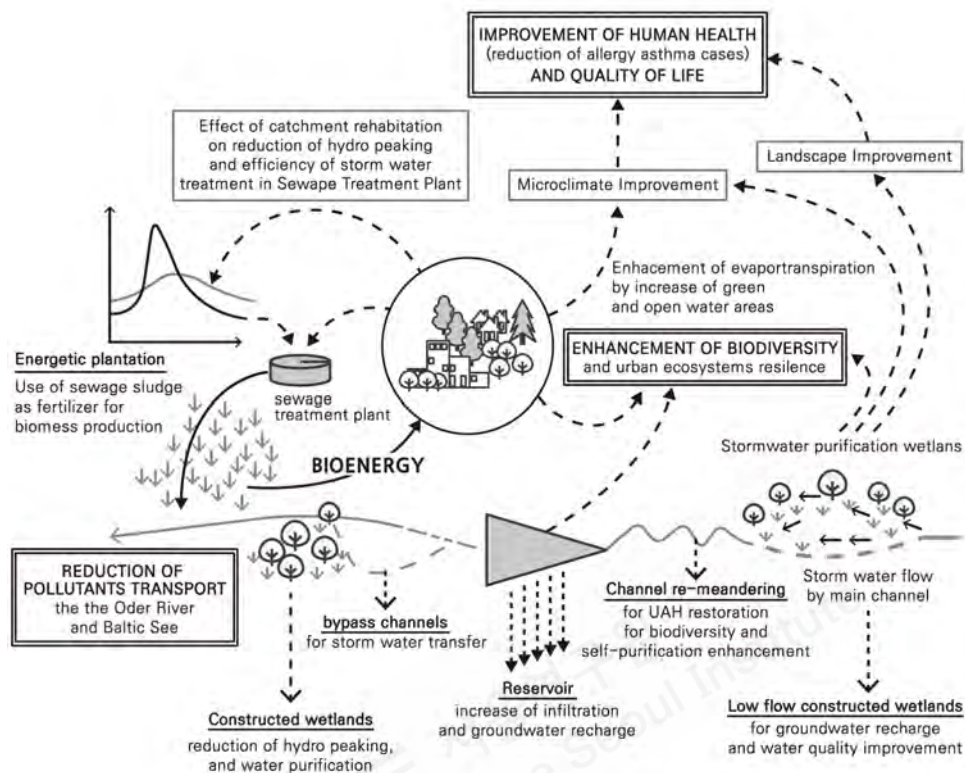 IMPROVEMENT OF HUMAN HEALTH
(reduction of allergy asthma cases)
AND QUALITY OF LIFE
Effect of catchment rehabitation
on reduction of hydro peaking
and efficiency of storm water
treatment in Sewape Treatment Plant
Landscape Improvement
Microclimate Improvement
Enhacement of evaportranspiration
by increase of green
and open water areas
ENHANCEMENT OF BIODIVERSITY
and urban ecosystems resilence
Energetic plantation
Use of sewage sludge
as fertilizer for
biomess production
sewage
treatment plant
BIOENERGY
Stormwater purification wetlans
REDUCTION OF
POLLUTANTS TRANSPORT
the the Oder River
and Baltic See
bypass channels
for storm water transfer
Channel re-meandering
for UAH restoration
for biodiversity and
self-purification enhancement
Storm water flow
by main channel
Constructed wetlands
reduction of hydro peaking,
and water purification
Reservoir
increase of infiltration
and groundwater recharge
Low flow constructed wetlands
for groundwater recharge
and water quality improvement
Seoul Institute